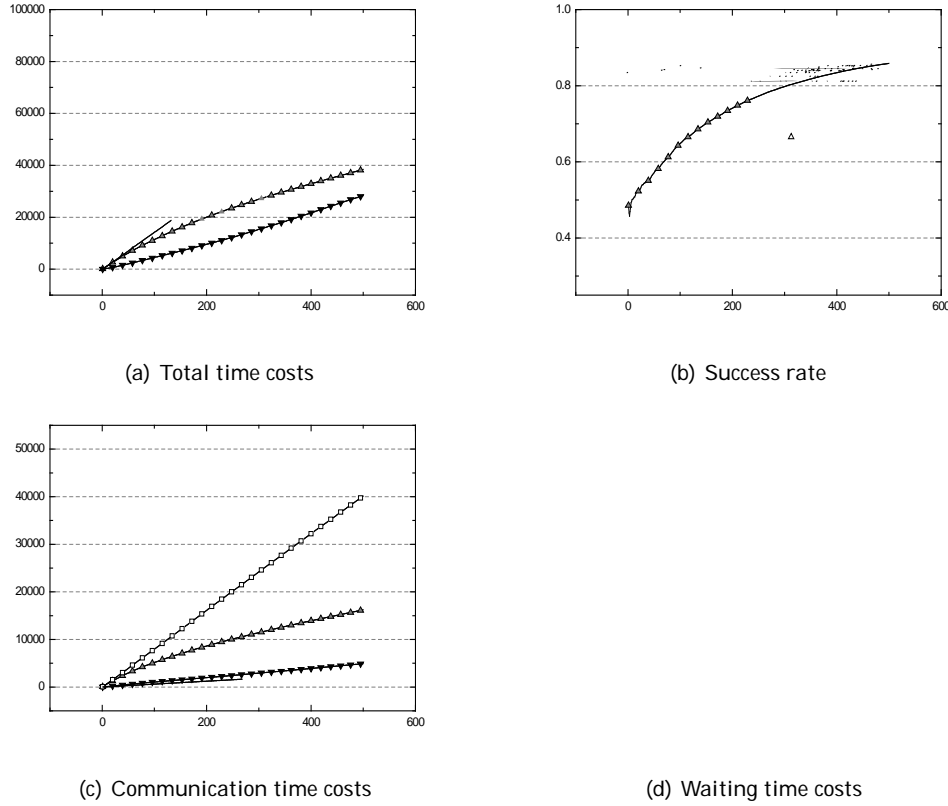 100000
80000
60000
40000
20000
0
0 200 400 600
1.0
0.8
0.6
0.4
0 200 400 600
(a) Total time costs
(b) Success rate
50000
40000
30000
20000
10000
0
0 200 400 600
(c) Communication time costs
(d) Waiting time costs